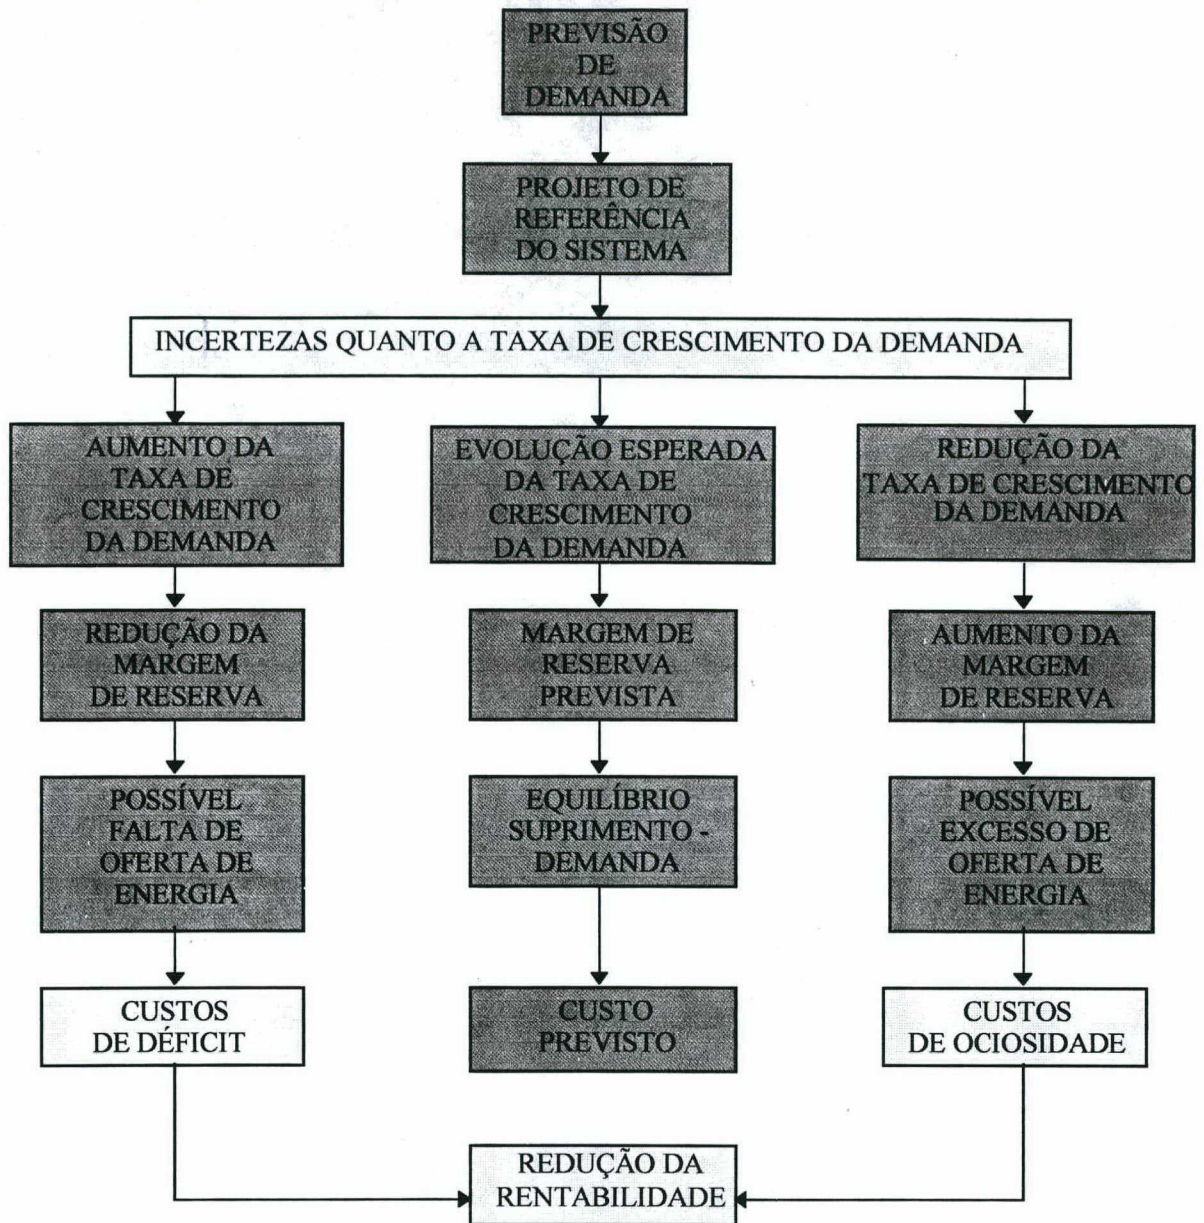 PREVISÃO
DE
DEMANDA
PROJETO DE
REFERÊNCIA
DO SISTEMA
INCERTEZAS QUANTO A TAXA DE CRESCIMENTO DA DEMANDA
AUMENTO DA
TAXA DE
CRESCIMENTO
DA DEMANDA
EVOLUÇÃO ESPERADA
DA TAXA DE
CRESCIMENTO
DA DEMANDA
REDUÇÃO DA
TAXA DE CRESCIMENTO
DA DEMANDA
REDUÇÃO DA
MARGEM
DE RESERVA
MARGEM DE
RESERVA
PREVISTA
AUMENTO DA
MARGEM
DE RESERVA
POSSÍVEL
FALTA DE
OFERTA DE
ENERGIA
EQUILÍBRIO
SUPRIMENTO -
DEMANDA
POSSÍVEL
EXCESSO DE
OFERTA DE
ENERGIA
CUSTOS
DE DÉFICIT
CUSTO
PREVISTO
CUSTOS
DE OCIOSIDADE
REDUÇÃO DA
RENTABILIDADE